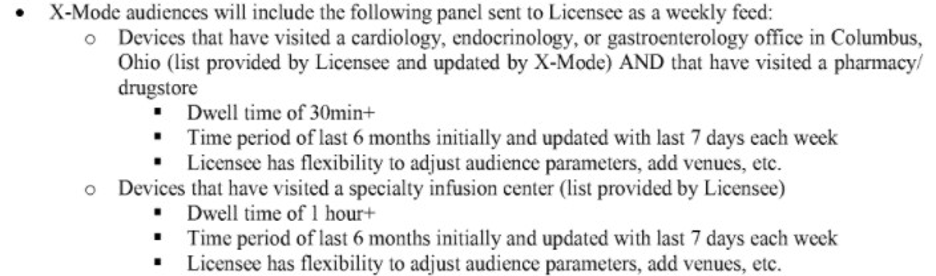 • X-Mode audiences will include the following panel sent to Licensee as a weekly feed:
o Devices that have visited a cardiology, endocrinology, or gastroenterology office in Columbus,
Ohio (list provided by Licensee and updated by X-Mode) AND that have visited a pharmacy/
drugstore
▪ Dwell time of 30min+
▪ Time period of last 6 months initially and updated with last 7 days each week
▪ Licensee has flexibility to adjust audience parameters, add venues, etc.
o Devices that have visited a specialty infusion center (list provided by Licensee)
▪ Dwell time of 1 hour+
▪ Time period of last 6 months initially and updated with last 7 days each week
▪ Licensee has flexibility to adjust audience parameters, add venues, etc.